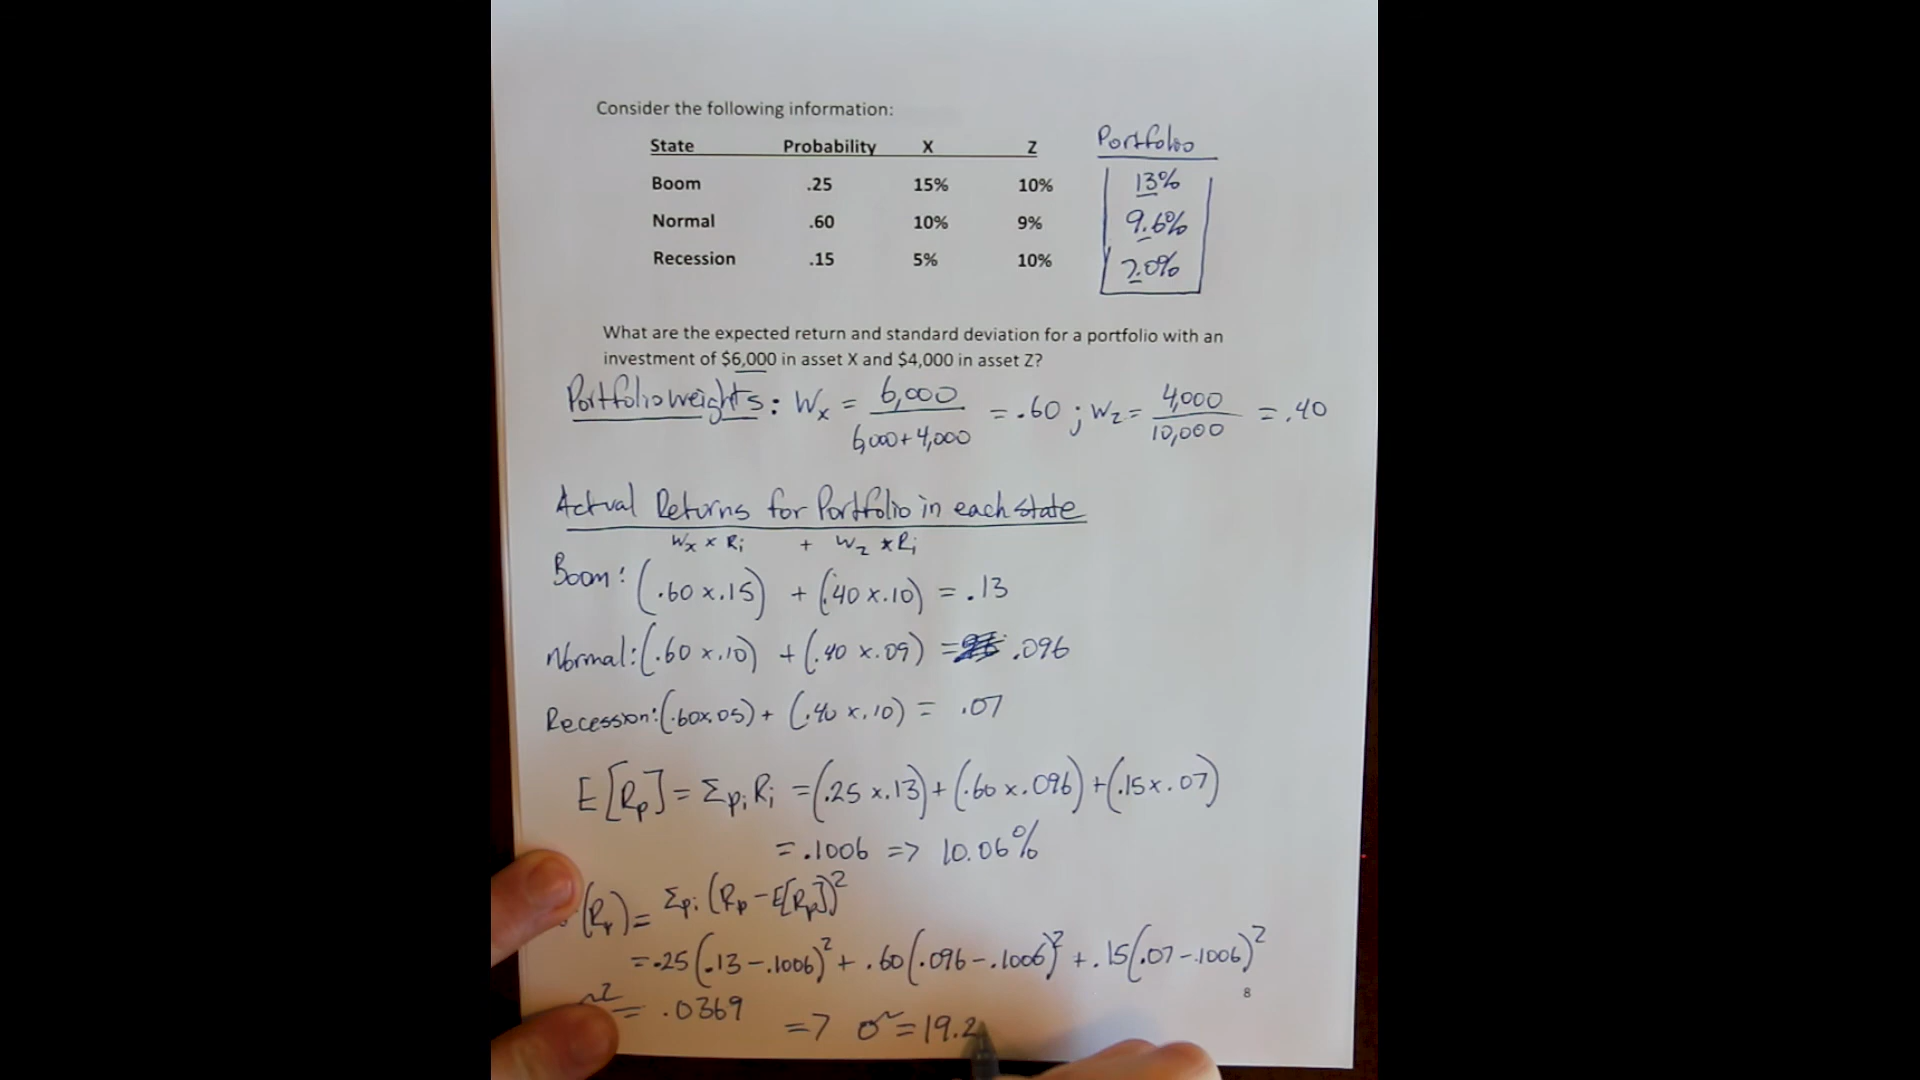 Consider the following information:
State Probability X Z Portfolio
Boom .25 15% 10% 13%
Normal .60 10% 9% 9.6%
Recession .15 5% 10% 7.0%
What are the expected return and standard deviation for a portfolio with an
investment of $6,000 in asset X and $4,000 in asset Z?
Portfolio weights: Wx = 6,000 / 6,000+4,000 = .60 ; Wz = 4,000 / 10,000 = .40
Actual Returns for Portfolio in each state
Wx x Ri + Wz x Ri
Boom: (.60 x .15) + (.40 x .10) = .13
Normal: (.60 x .10) + (.40 x .09) = .096
Recession: (.60x.05) + (.40 x .10) = .07
E[Rp] = Σpi Ri = (.25 x .13) + (.60 x .096) + (.15 x .07)
= .1006 => 10.06%
(Rp) = Σpi (Rp - E[Rp])²
= .25(.13 - .1006)² + .60(.096 - .1006)² + .15(.07 - .1006)²
8
² = .0369 => σ = 19.2